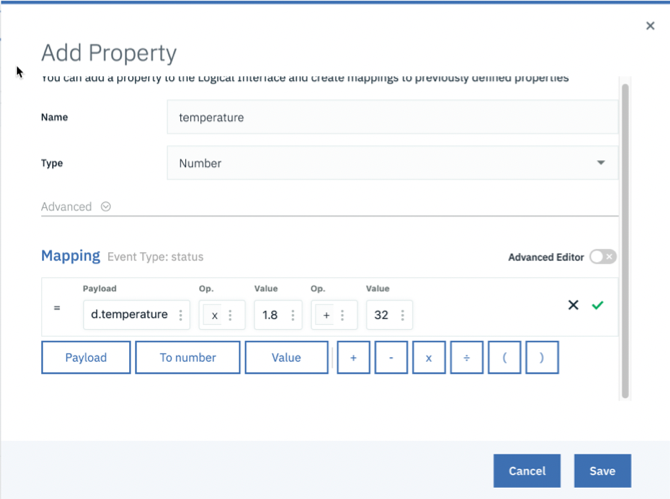 Add Property
You can add a property to the Logical Interface and create mappings to previously defined properties
Name temperature
Type Number
Advanced
Mapping Event Type: status Advanced Editor
Payload Op. Value Op. Value
= d.temperature x 1.8 + 32
Payload To number Value + - x ÷ ( )
Cancel Save